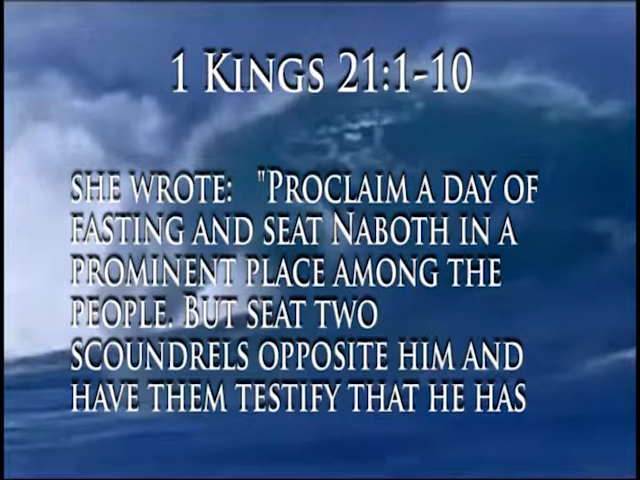 1 Kings 21:1-10
she wrote: "Proclaim a day of
fasting and seat Naboth in a
prominent place among the
people. But seat two
scoundrels opposite him and
have them testify that he has